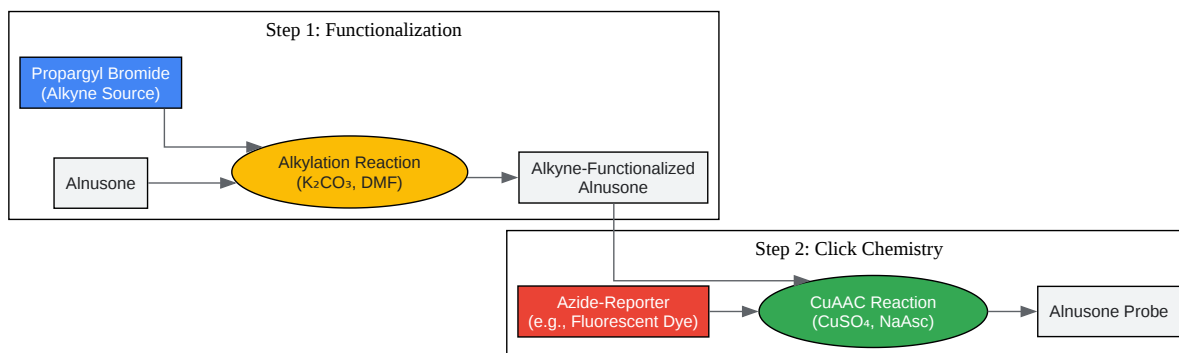 Step 1: Functionalization
Propargyl Bromide
(Alkyne Source)
Alnusone
Alkylation Reaction
(K₂CO₃, DMF)
Alkyne-Functionalized
Alnusone
Step 2: Click Chemistry
Azide-Reporter
(e.g., Fluorescent Dye)
CuAAC Reaction
(CuSO₄, NaAsc)
Alnusone Probe